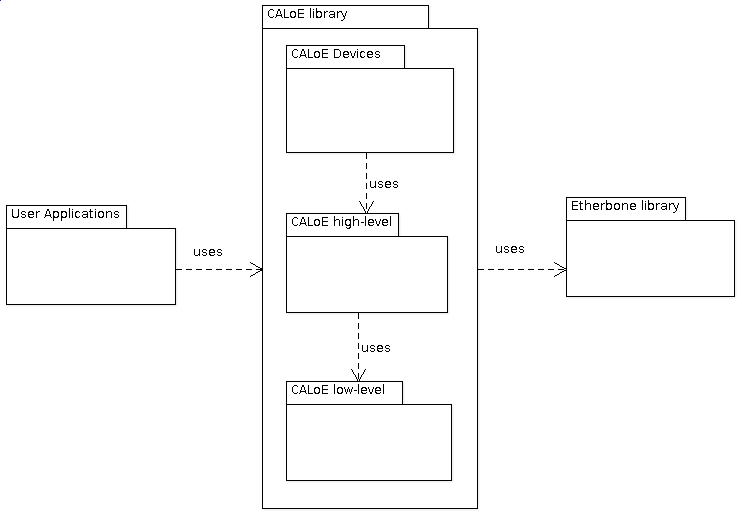 CALoE library
CALoE Devices
uses
User Applications
uses
CALoE high-level
uses
Etherbone library
uses
CALoE low-level